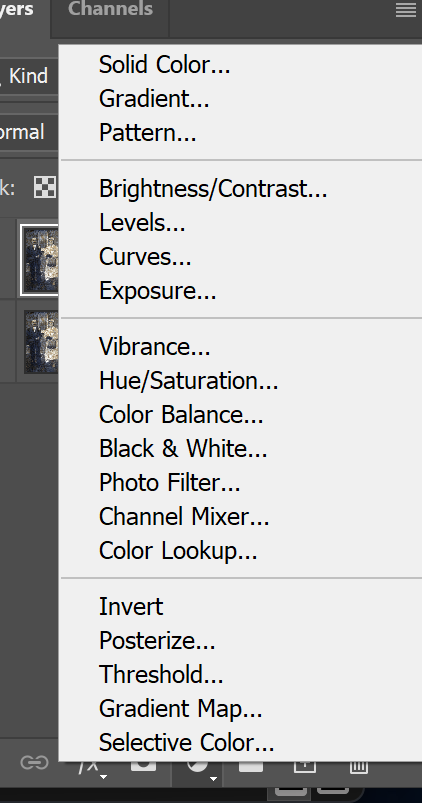 yers Channels
Kind
Solid Color...
Gradient...
Pattern...
ormal
Brightness/Contrast...
k:
Levels...
Curves...
Exposure...
Vibrance...
Hue/Saturation...
Color Balance...
Black & White...
Photo Filter...
Channel Mixer...
Color Lookup...
Invert
Posterize...
Threshold...
Gradient Map...
Selective Color...
fx